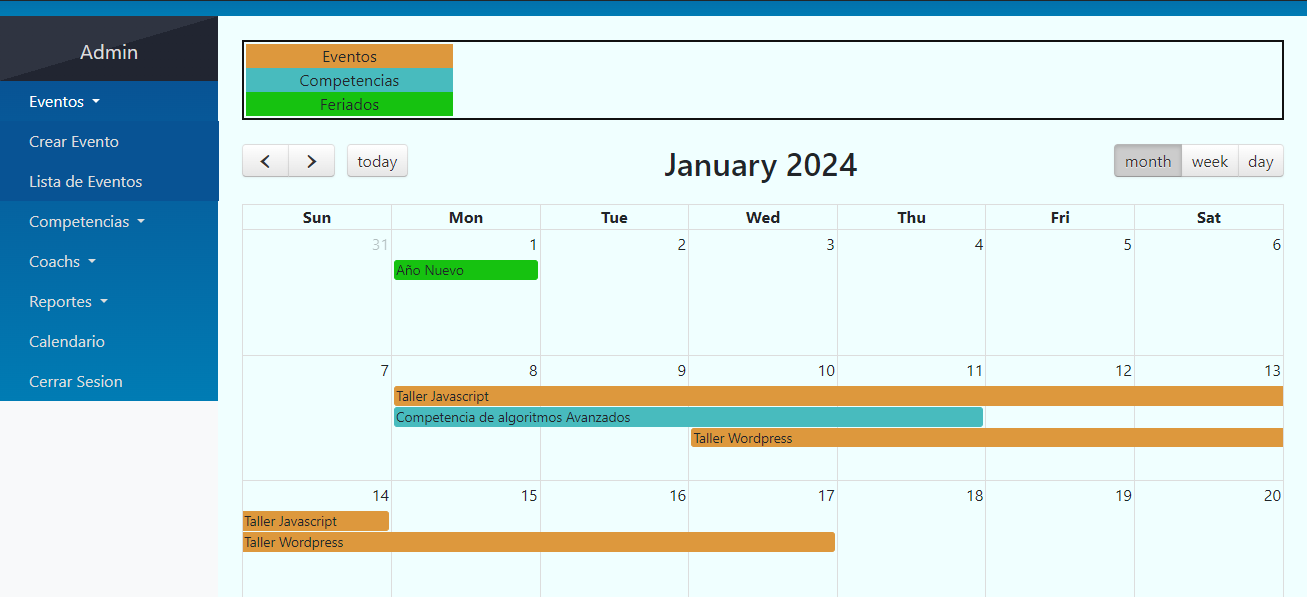 Admin
Eventos
Crear Evento
Lista de Eventos
Competencias
Coachs
Reportes
Calendario
Cerrar Sesion
Eventos
Competencias
Feriados
today
January 2024
month week day
Sun Mon Tue Wed Thu Fri Sat
31 1 2 3 4 5 6
Año Nuevo
7 8 9 10 11 12 13
Taller Javascript
Competencia de algoritmos Avanzados
Taller Wordpress
14 15 16 17 18 19 20
Taller Javascript
Taller Wordpress